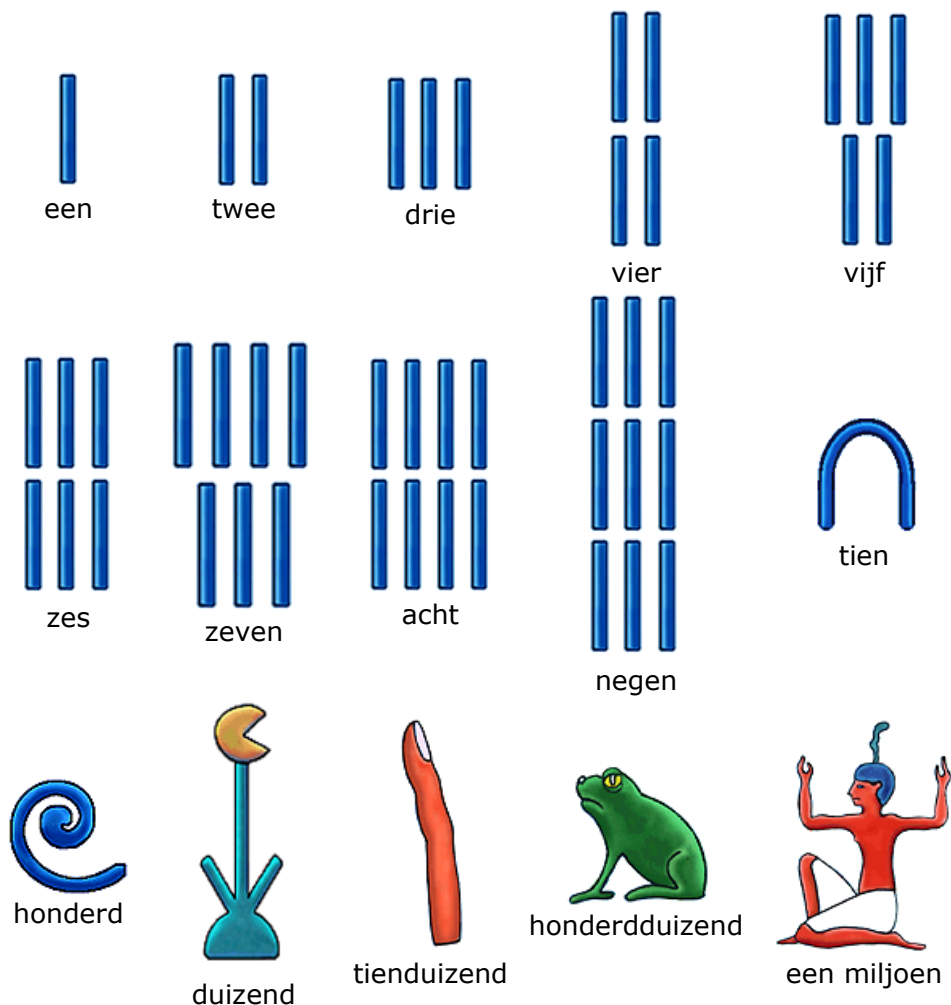 een
twee
drie
vier
vijf
zes
zeven
acht
negen
tien
honderd
duizend
tienduizend
honderdduizend
een miljoen